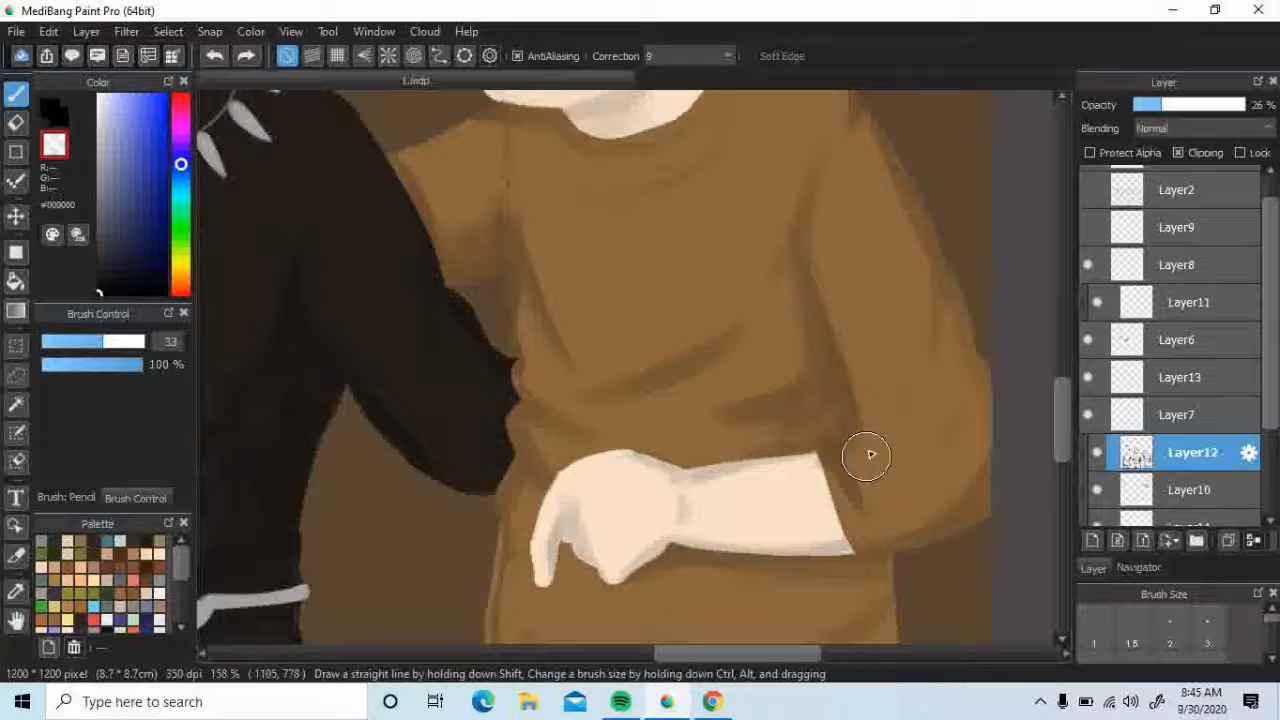 MediBang Paint Pro (64bit)
File Edit Layer Filter Select Snap Color View Tool Window Cloud Help
AntiAliasing Correction 9 Soft Edge
1.mdp
Color
R:---
G:---
B:---
#000000
Brush Control
33
100 %
Brush: Pencil Brush Control
Palette
---
Layer
Opacity 26 %
Blending Normal
Protect Alpha Clipping Lock
Layer2
Layer9
Layer8
Layer11
Layer6
Layer13
Layer7
Layer12
Layer10
Layer Navigator
Brush Size
1 1.5 2 3
1200 * 1200 pixel (8.7 * 8.7cm) 350 dpi 158 % ( 1105, 778 ) Draw a straight line by holding down Shift, Change a brush size by holding down Ctrl, Alt, and dragging
Type here to search
8:45 AM
9/30/2020